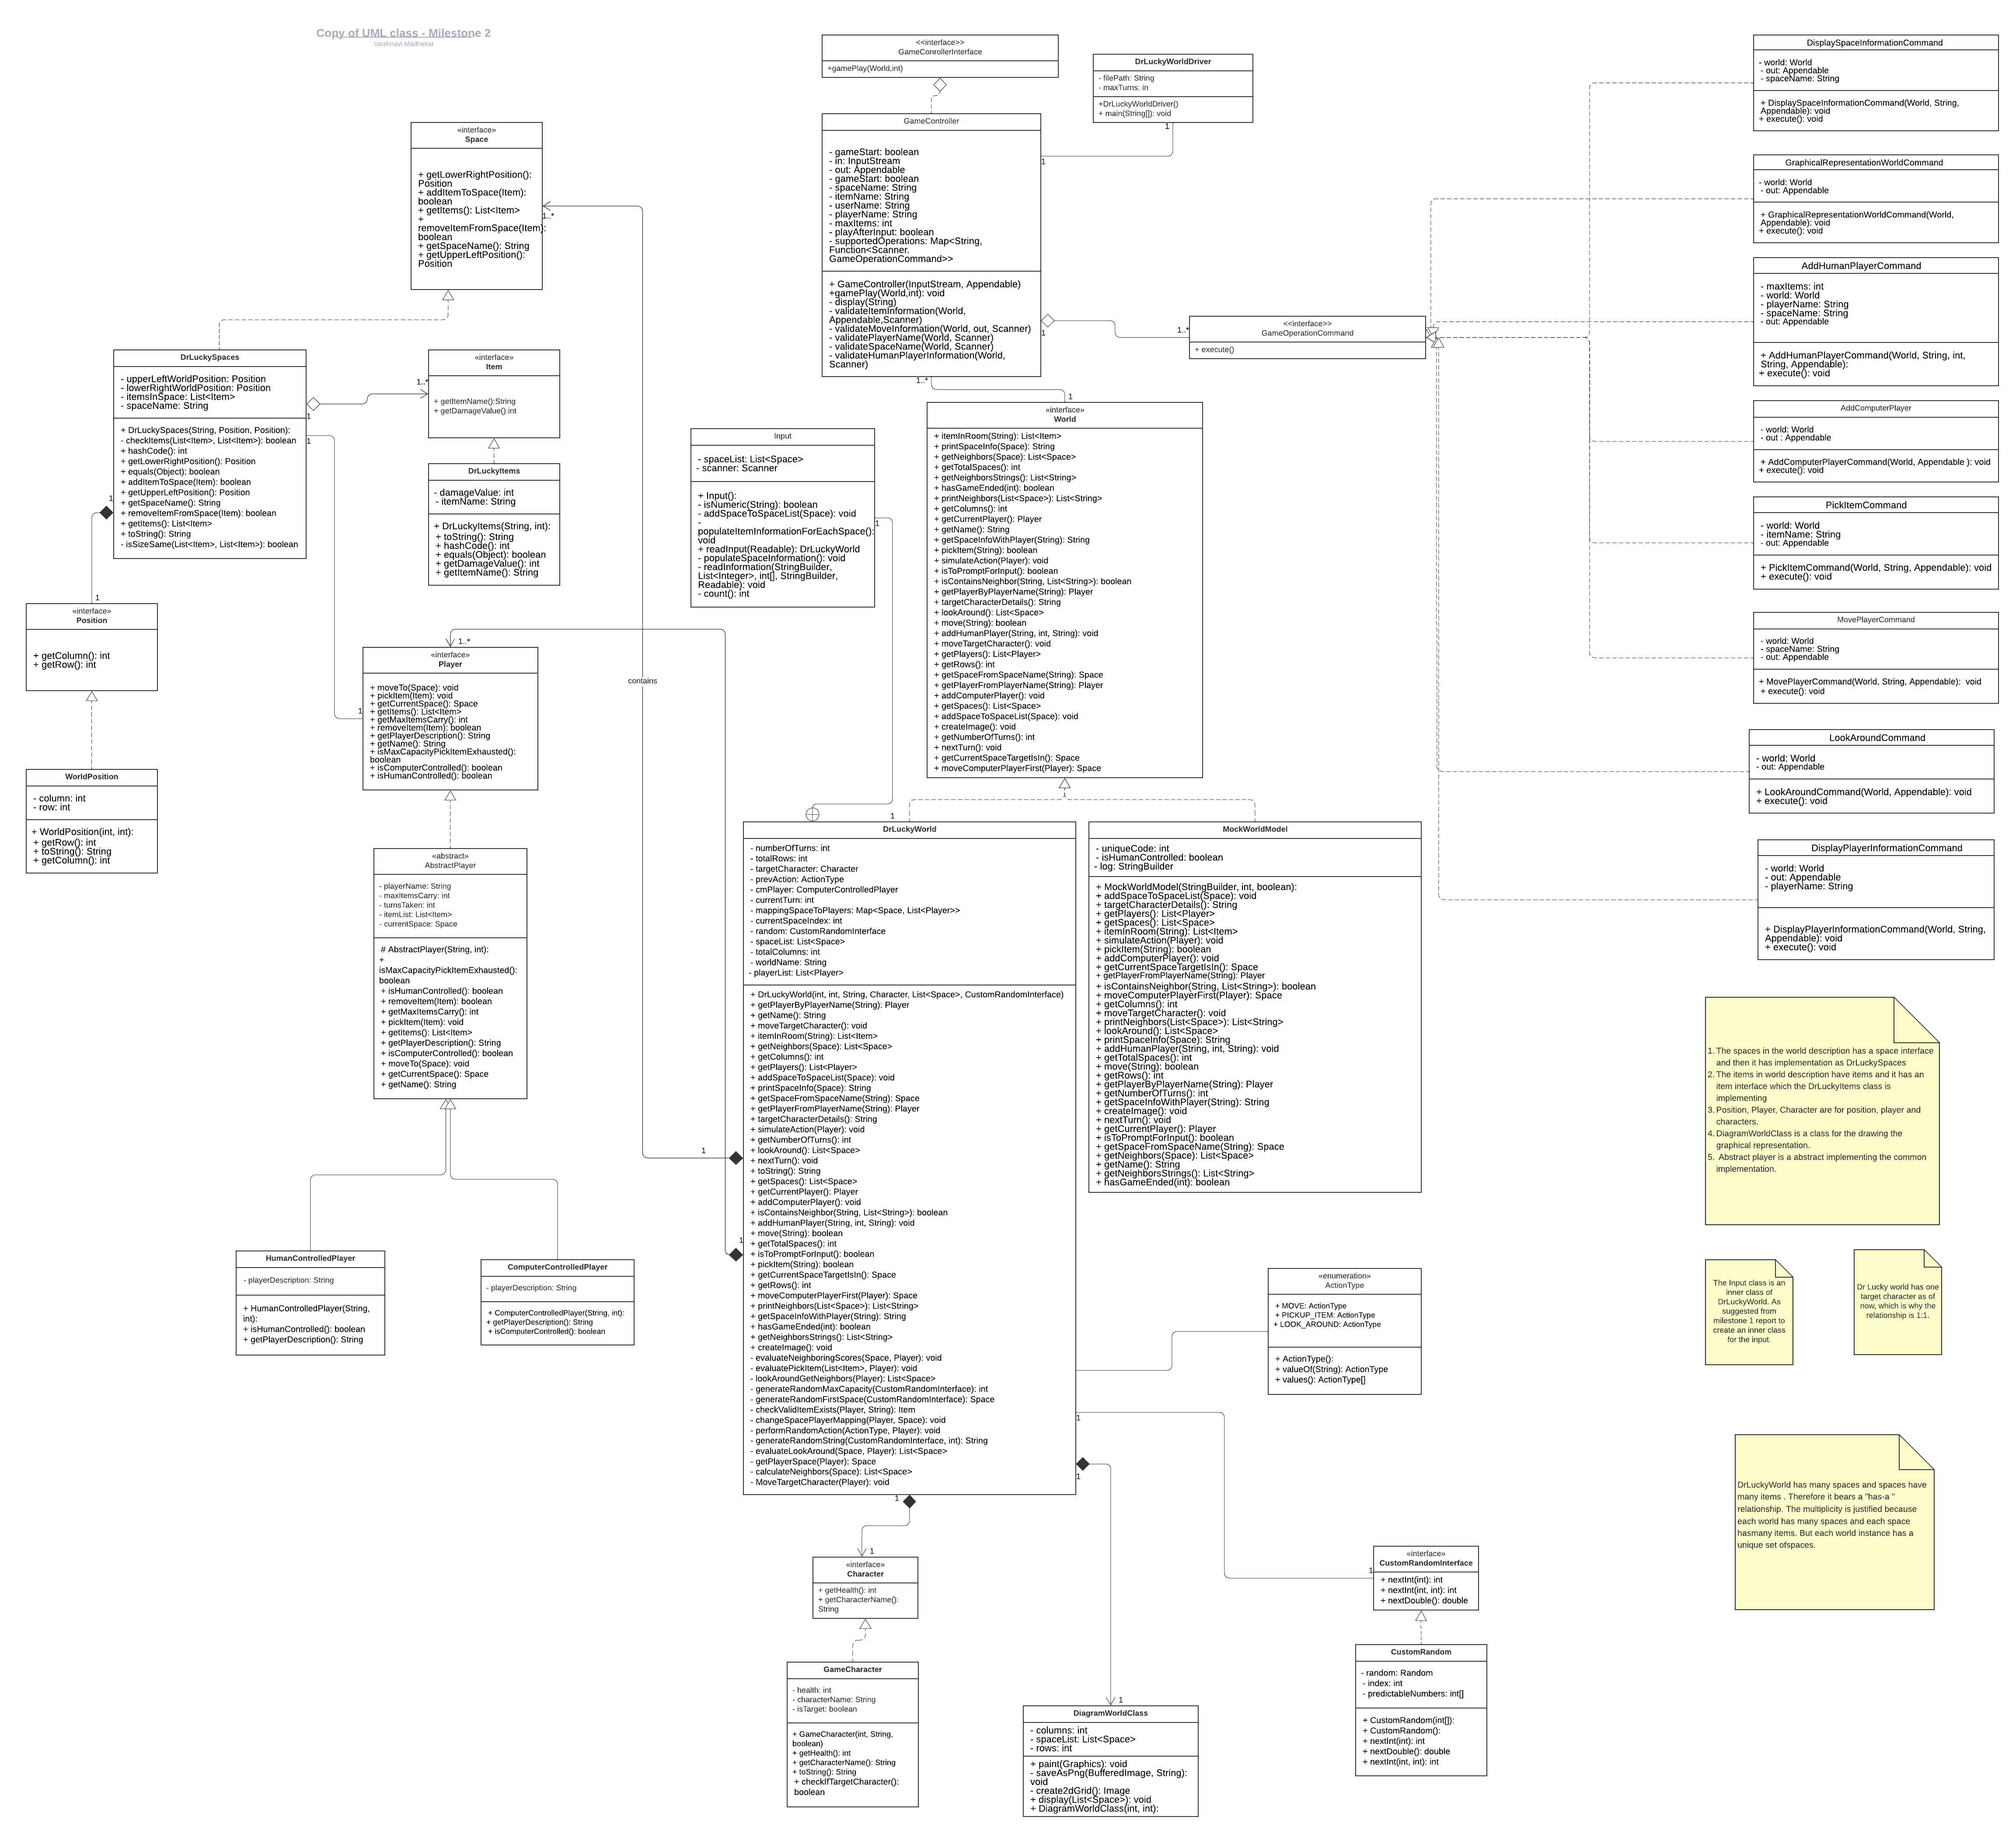 Copy of UML class - Milestone 2
Vaishnavi Madhekar
<<interface>>
GameConrollerInterface
+gamePlay(World,int)
DrLuckyWorldDriver
- filePath: String
- maxTurns: in
+DrLuckyWorldDriver()
+ main(String[]): void
1
GameController
- gameStart: boolean
- in: InputStream
- out: Appendable
- gameStart: boolean
- spaceName: String
- itemName: String
- userName: String
- playerName: String
- maxItems: int
- playAfterInput: boolean
- supportedOperations: Map<String,
Function<Scanner.
GameOperationCommand>>
+ GameController(InputStream, Appendable)
+gamePlay(World,int): void
- display(String)
- validateItemInformation(World,
Appendable,Scanner)
- validateMoveInformation(World, out, Scanner)
- validatePlayerName(World, Scanner)
- validateSpaceName(World, Scanner)
- validateHumanPlayerInformation(World,
Scanner)
1
1
1..*
1..*
1
<<interface>>
GameOperationCommand
+ execute()
«interface»
Space
+ getLowerRightPosition():
Position
+ addItemToSpace(Item):
boolean
+ getItems(): List<Item>
+
removeItemFromSpace(Item):
boolean
+ getSpaceName(): String
+ getUpperLeftPosition():
Position
1..*
DrLuckySpaces
- upperLeftWorldPosition: Position
- lowerRightWorldPosition: Position
- itemsInSpace: List<Item>
- spaceName: String
+ DrLuckySpaces(String, Position, Position):
- checkItems(List<Item>, List<Item>): boolean
+ hashCode(): int
+ getLowerRightPosition(): Position
+ equals(Object): boolean
+ addItemToSpace(Item): boolean
+ getUpperLeftPosition(): Position
+ getSpaceName(): String
+ removeItemFromSpace(Item): boolean
+ getItems(): List<Item>
+ toString(): String
- isSizeSame(List<Item>, List<Item>): boolean
1..*
1
1
1
1
«interface»
Item
+ getItemName():String
+ getDamageValue():int
DrLuckyItems
- damageValue: int
- itemName: String
+ DrLuckyItems(String, int):
+ toString(): String
+ hashCode(): int
+ equals(Object): boolean
+ getDamageValue(): int
+ getItemName(): String
«interface»
Position
+ getColumn(): int
+ getRow(): int
WorldPosition
- column: int
- row: int
+ WorldPosition(int, int):
+ getRow(): int
+ toString(): String
+ getColumn(): int
Input
- spaceList: List<Space>
- scanner: Scanner
+ Input():
- isNumeric(String): boolean
- addSpaceToSpaceList(Space): void
-
populateItemInformationForEachSpace():
void
+ readInput(Readable): DrLuckyWorld
- populateSpaceInformation(): void
- readInformation(StringBuilder,
List<Integer>, int[], StringBuilder,
Readable): void
- count(): int
1
«interface»
World
+ itemInRoom(String): List<Item>
+ printSpaceInfo(Space): String
+ getNeighbors(Space): List<Space>
+ getTotalSpaces(): int
+ getNeighborsStrings(): List<String>
+ hasGameEnded(int): boolean
+ printNeighbors(List<Space>): List<String>
+ getColumns(): int
+ getCurrentPlayer(): Player
+ getName(): String
+ getSpaceInfoWithPlayer(String): String
+ pickItem(String): boolean
+ simulateAction(Player): void
+ isToPromptForInput(): boolean
+ isContainsNeighbor(String, List<String>): boolean
+ getPlayerByPlayerName(String): Player
+ targetCharacterDetails(): String
+ lookAround(): List<Space>
+ move(String): boolean
+ addHumanPlayer(String, int, String): void
+ moveTargetCharacter(): void
+ getPlayers(): List<Player>
+ getRows(): int
+ getSpaceFromSpaceName(String): Space
+ getPlayerFromPlayerName(String): Player
+ addComputerPlayer(): void
+ getSpaces(): List<Space>
+ addSpaceToSpaceList(Space): void
+ createImage(): void
+ getNumberOfTurns(): int
+ nextTurn(): void
+ getCurrentSpaceTargetIsIn(): Space
+ moveComputerPlayerFirst(Player): Space
1..*
«interface»
Player
+ moveTo(Space): void
+ pickItem(Item): void
+ getCurrentSpace(): Space
+ getItems(): List<Item>
+ getMaxItemsCarry(): int
+ removeItem(Item): boolean
+ getPlayerDescription(): String
+ getName(): String
+ isMaxCapacityPickItemExhausted():
boolean
+ isComputerControlled(): boolean
+ isHumanControlled(): boolean
1
contains
«abstract»
AbstractPlayer
- playerName: String
- maxItemsCarry: int
- turnsTaken: int
- itemList: List<Item>
- currentSpace: Space
# AbstractPlayer(String, int):
+
isMaxCapacityPickItemExhausted():
boolean
+ isHumanControlled(): boolean
+ removeItem(Item): boolean
+ getMaxItemsCarry(): int
+ pickItem(Item): void
+ getItems(): List<Item>
+ getPlayerDescription(): String
+ isComputerControlled(): boolean
+ moveTo(Space): void
+ getCurrentSpace(): Space
+ getName(): String
HumanControlledPlayer
- playerDescription: String
+ HumanControlledPlayer(String,
int):
+ isHumanControlled(): boolean
+ getPlayerDescription(): String
ComputerControlledPlayer
- playerDescription: String
+ ComputerControlledPlayer(String, int):
+ getPlayerDescription(): String
+ isComputerControlled(): boolean
1
DrLuckyWorld
- numberOfTurns: int
- totalRows: int
- targetCharacter: Character
- prevAction: ActionType
- cmPlayer: ComputerControlledPlayer
- currentTurn: int
- mappingSpaceToPlayers: Map<Space, List<Player>>
- currentSpaceIndex: int
- random: CustomRandomInterface
- spaceList: List<Space>
- totalColumns: int
- worldName: String
- playerList: List<Player>
+ DrLuckyWorld(int, int, String, Character, List<Space>, CustomRandomInterface)
+ getPlayerByPlayerName(String): Player
+ getName(): String
+ moveTargetCharacter(): void
+ itemInRoom(String): List<Item>
+ getNeighbors(Space): List<Space>
+ getColumns(): int
+ getPlayers(): List<Player>
+ addSpaceToSpaceList(Space): void
+ printSpaceInfo(Space): String
+ getSpaceFromSpaceName(String): Space
+ getPlayerFromPlayerName(String): Player
+ targetCharacterDetails(): String
+ simulateAction(Player): void
+ getNumberOfTurns(): int
+ lookAround(): List<Space>
+ nextTurn(): void
+ toString(): String
+ getSpaces(): List<Space>
+ getCurrentPlayer(): Player
+ addComputerPlayer(): void
+ isContainsNeighbor(String, List<String>): boolean
+ addHumanPlayer(String, int, String): void
+ move(String): boolean
+ getTotalSpaces(): int
+ isToPromptForInput(): boolean
+ pickItem(String): boolean
+ getCurrentSpaceTargetIsIn(): Space
+ getRows(): int
+ moveComputerPlayerFirst(Player): Space
+ printNeighbors(List<Space>): List<String>
+ getSpaceInfoWithPlayer(String): String
+ hasGameEnded(int): boolean
+ getNeighborsStrings(): List<String>
+ createImage(): void
- evaluateNeighboringScores(Space, Player): void
- evaluatePickItem(List<Item>, Player): void
- lookAroundGetNeighbors(Player): List<Space>
- generateRandomMaxCapacity(CustomRandomInterface): int
- generateRandomFirstSpace(CustomRandomInterface): Space
- checkValidItemExists(Player, String): Item
- changeSpacePlayerMapping(Player, Space): void
- performRandomAction(ActionType, Player): void
- generateRandomString(CustomRandomInterface, int): String
- evaluateLookAround(Space, Player): List<Space>
- getPlayerSpace(Player): Space
- calculateNeighbors(Space): List<Space>
- MoveTargetCharacter(Player): void
1
1
1
1
1
MockWorldModel
- uniqueCode: int
- isHumanControlled: boolean
- log: StringBuilder
+ MockWorldModel(StringBuilder, int, boolean):
+ addSpaceToSpaceList(Space): void
+ targetCharacterDetails(): String
+ getPlayers(): List<Player>
+ getSpaces(): List<Space>
+ itemInRoom(String): List<Item>
+ simulateAction(Player): void
+ pickItem(String): boolean
+ addComputerPlayer(): void
+ getCurrentSpaceTargetIsIn(): Space
+ getPlayerFromPlayerName(String): Player
+ isContainsNeighbor(String, List<String>): boolean
+ moveComputerPlayerFirst(Player): Space
+ getColumns(): int
+ moveTargetCharacter(): void
+ printNeighbors(List<Space>): List<String>
+ lookAround(): List<Space>
+ printSpaceInfo(Space): String
+ addHumanPlayer(String, int, String): void
+ getTotalSpaces(): int
+ move(String): boolean
+ getRows(): int
+ getPlayerByPlayerName(String): Player
+ getNumberOfTurns(): int
+ getSpaceInfoWithPlayer(String): String
+ createImage(): void
+ nextTurn(): void
+ getCurrentPlayer(): Player
+ isToPromptForInput(): boolean
+ getSpaceFromSpaceName(String): Space
+ getNeighbors(Space): List<Space>
+ getName(): String
+ getNeighborsStrings(): List<String>
+ hasGameEnded(int): boolean
«enumeration»
ActionType
+ MOVE: ActionType
+ PICKUP_ITEM: ActionType
+ LOOK_AROUND: ActionType
+ ActionType():
+ valueOf(String): ActionType
+ values(): ActionType[]
1
«interface»
Character
+ getHealth(): int
+ getCharacterName():
String
GameCharacter
- health: int
- characterName: String
- isTarget: boolean
+ GameCharacter(int, String,
boolean)
+ getHealth(): int
+ getCharacterName(): String
+ toString(): String
+ checkIfTargetCharacter():
boolean
1
DiagramWorldClass
- columns: int
- spaceList: List<Space>
- rows: int
+ paint(Graphics): void
- saveAsPng(BufferedImage, String):
void
- create2dGrid(): Image
+ display(List<Space>): void
+ DiagramWorldClass(int, int):
1
«interface»
CustomRandomInterface
+ nextInt(int): int
+ nextInt(int, int): int
+ nextDouble(): double
CustomRandom
- random: Random
- index: int
- predictableNumbers: int[]
+ CustomRandom(int[]):
+ CustomRandom():
+ nextInt(int): int
+ nextDouble(): double
+ nextInt(int, int): int
DisplaySpaceInformationCommand
- world: World
- out: Appendable
- spaceName: String
+ DisplaySpaceInformationCommand(World, String,
Appendable): void
+ execute(): void
GraphicalRepresentationWorldCommand
- world: World
- out: Appendable
+ GraphicalRepresentationWorldCommand(World,
Appendable): void
+ execute(): void
AddHumanPlayerCommand
- maxItems: int
- world: World
- playerName: String
- spaceName: String
- out: Appendable
+ AddHumanPlayerCommand(World, String, int,
String, Appendable):
+ execute(): void
AddComputerPlayer
- world: World
- out : Appendable
+ AddComputerPlayerCommand(World, Appendable ): void
+ execute(): void
PickItemCommand
- world: World
- itemName: String
- out: Appendable
+ PickItemCommand(World, String, Appendable): void
+ execute(): void
MovePlayerCommand
- world: World
- spaceName: String
- out: Appendable
+ MovePlayerCommand(World, String, Appendable): void
+ execute(): void
LookAroundCommand
- world: World
- out: Appendable
+ LookAroundCommand(World, Appendable): void
+ execute(): void
DisplayPlayerInformationCommand
- world: World
- out: Appendable
- playerName: String
+ DisplayPlayerInformationCommand(World, String,
Appendable): void
+ execute(): void
1. The spaces in the world description has a space interface
and then it has implementation as DrLuckySpaces
2. The items in world description have items and it has an
item interface which the DrLuckyItems class is
implementing
3. Position, Player, Character are for position, player and
characters.
4. DiagramWorldClass is a class for the drawing the
graphical representation.
5. Abstract player is a abstract implementing the common
implementation.
The Input class is an
inner class of
DrLuckyWorld. As
suggested from
milestone 1 report to
create an inner class
for the input.
Dr Lucky world has one
target character as of
now, which is why the
relationship is 1:1.
DrLuckyWorld has many spaces and spaces have
many items . Therefore it bears a "has-a "
relationship. The multiplicity is justified because
each world has many spaces and each space
hasmany items. But each world instance has a
unique set ofspaces.